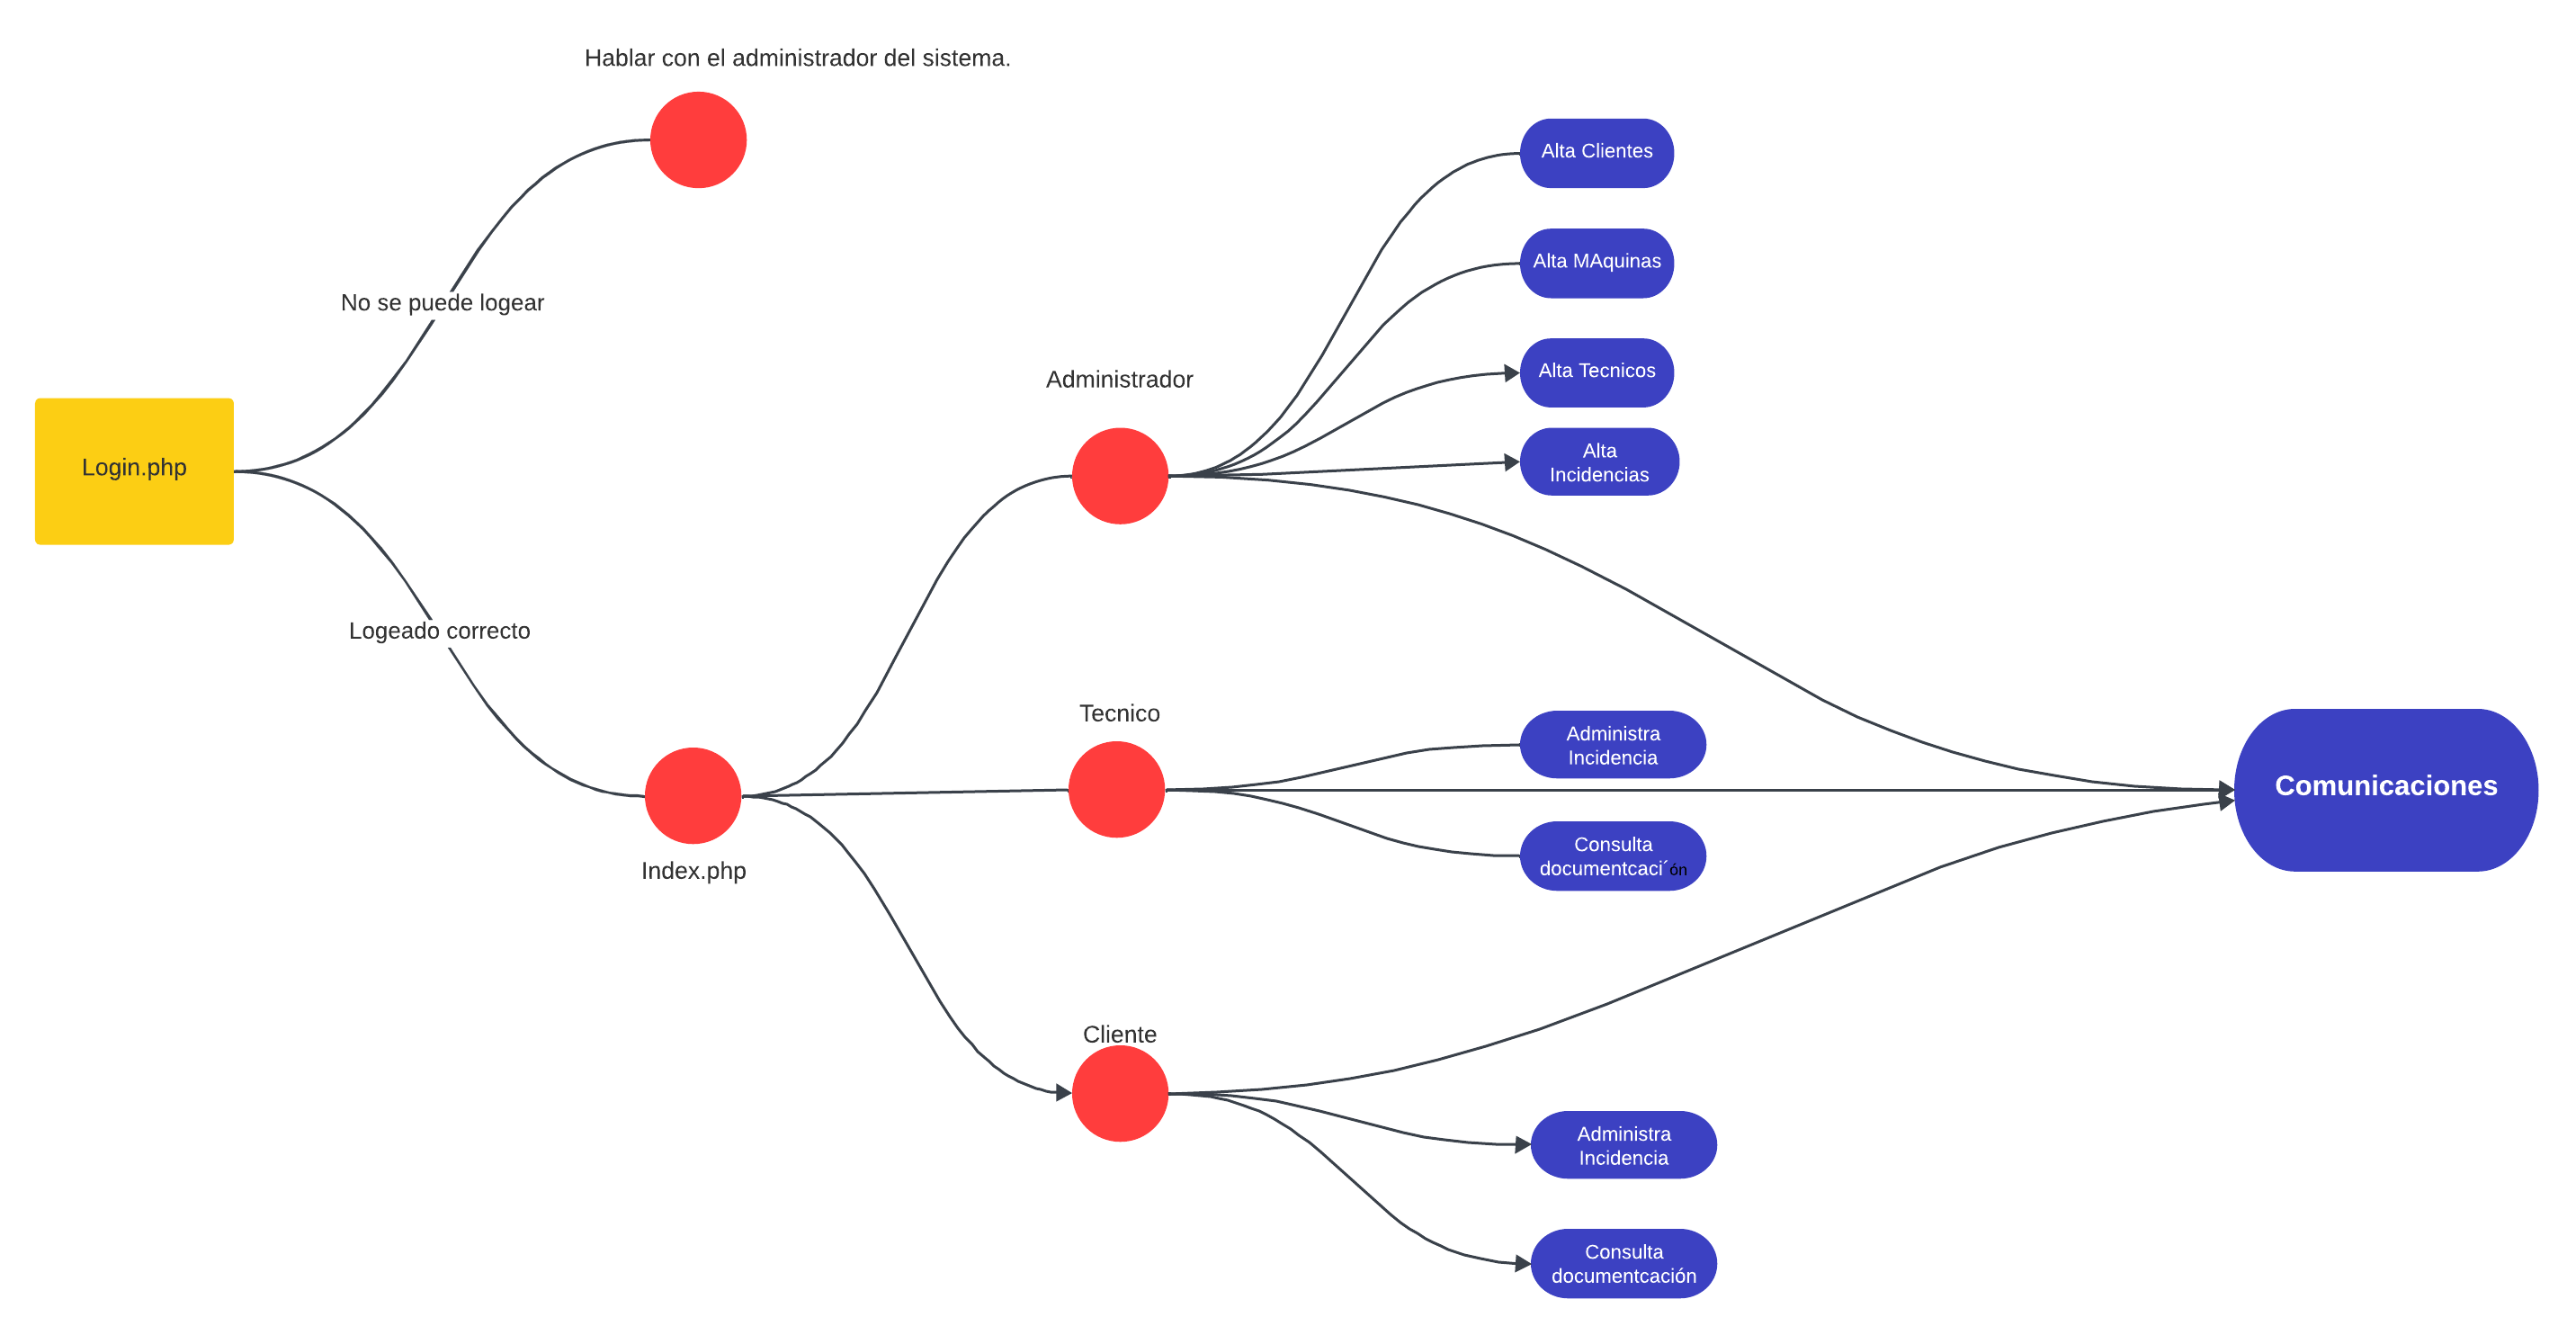 Hablar con el administrador del sistema.
Alta Clientes
Alta MAquinas
No se puede logear
Alta Tecnicos
Administrador
Alta
Incidencias
Login.php
Logeado correcto
Tecnico
Administra
Incidencia
Comunicaciones
Consulta
documentcaci´ón
Index.php
Cliente
Administra
Incidencia
Consulta
documentcación